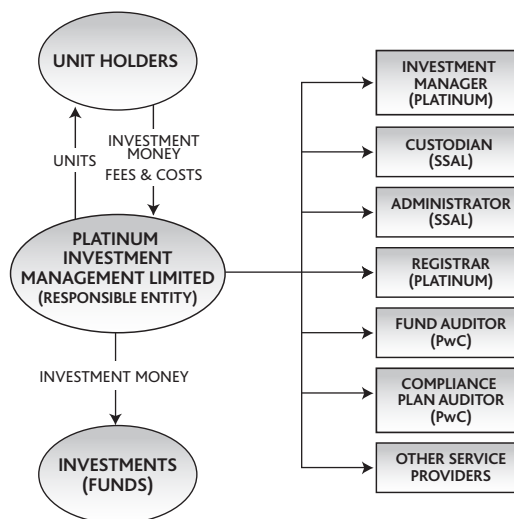 UNIT HOLDERS
UNITS
INVESTMENT
MONEY
FEES & COSTS
PLATINUM
INVESTMENT
MANAGEMENT LIMITED
(RESPONSIBLE ENTITY)
INVESTMENT MONEY
INVESTMENTS
(FUNDS)
INVESTMENT
MANAGER
(PLATINUM)
CUSTODIAN
(SSAL)
ADMINISTRATOR
(SSAL)
REGISTRAR
(PLATINUM)
FUND AUDITOR
(PwC)
COMPLIANCE
PLAN AUDITOR
(PwC)
OTHER SERVICE
PROVIDERS